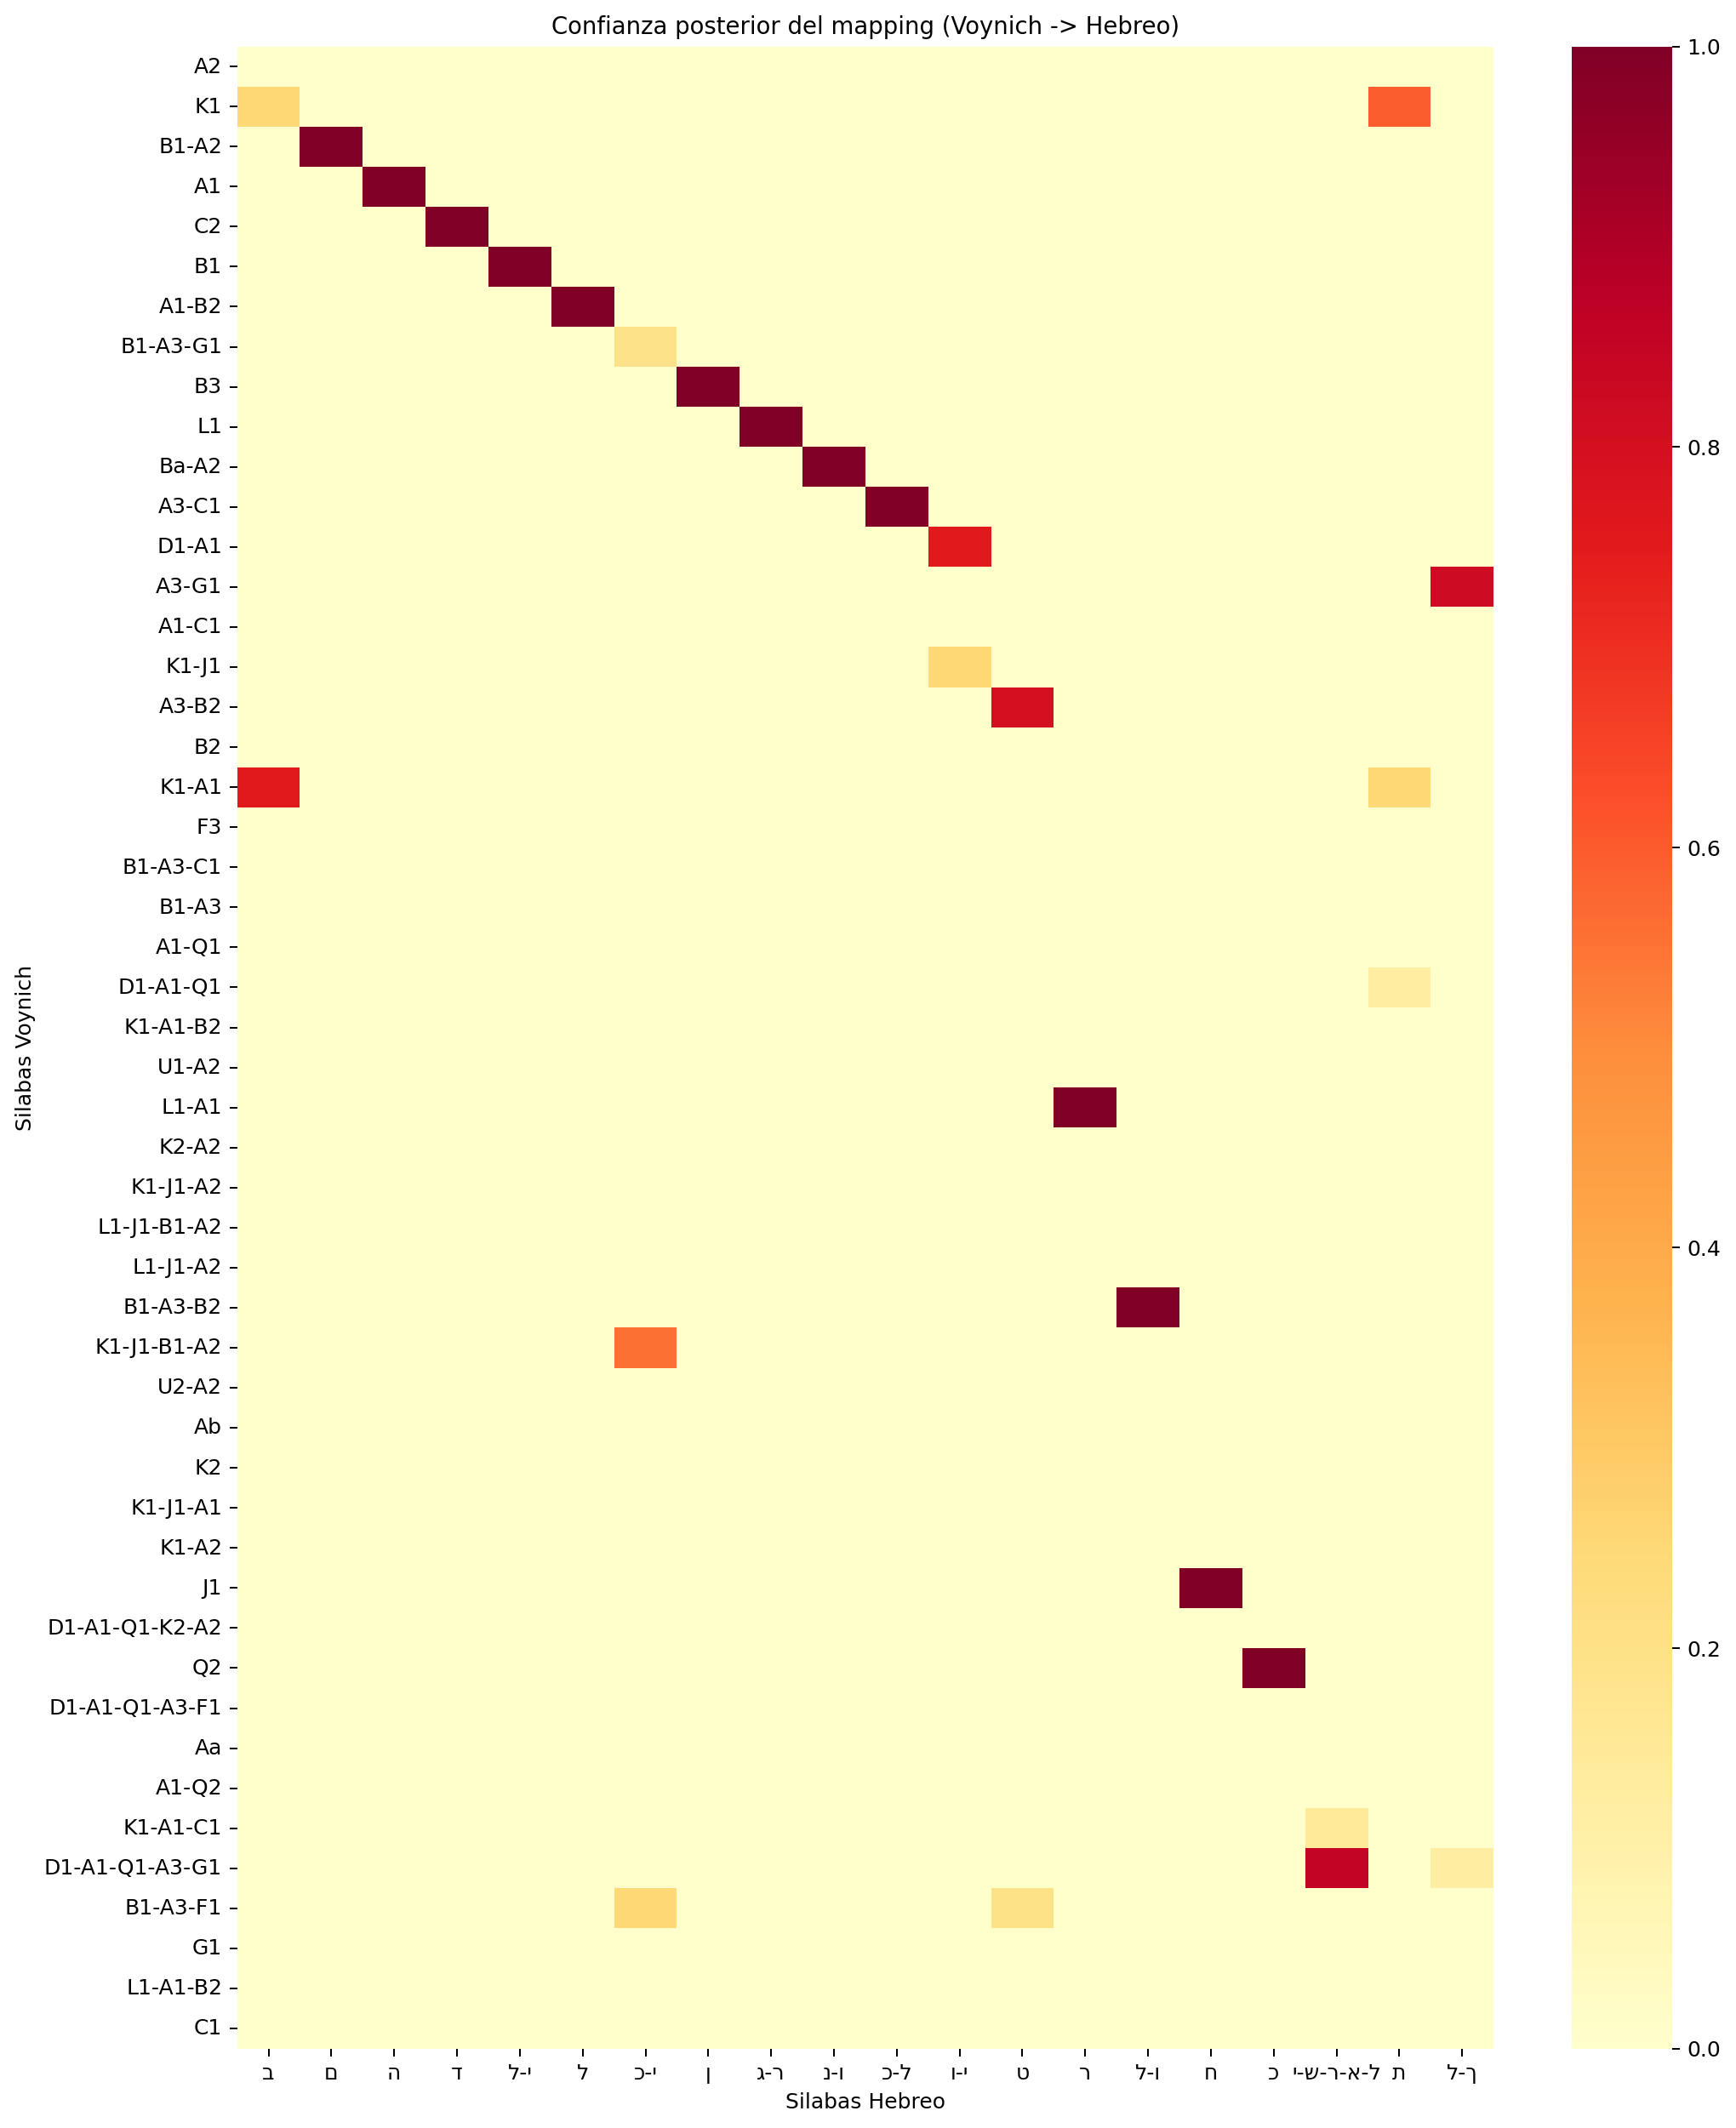 Confianza posterior del mapping (Voynich -> Hebreo)
Silabas Voynich
A2
K1
B1-A2
A1
C2
B1
A1-B2
B1-A3-G1
B3
L1
Ba-A2
A3-C1
D1-A1
A3-G1
A1-C1
K1-J1
A3-B2
B2
K1-A1
F3
B1-A3-C1
B1-A3
A1-Q1
D1-A1-Q1
K1-A1-B2
U1-A2
L1-A1
K2-A2
K1-J1-A2
L1-J1-B1-A2
L1-J1-A2
B1-A3-B2
K1-J1-B1-A2
U2-A2
Ab
K2
K1-J1-A1
K1-A2
J1
D1-A1-Q1-K2-A2
Q2
D1-A1-Q1-A3-F1
Aa
A1-Q2
K1-A1-C1
D1-A1-Q1-A3-G1
B1-A3-F1
G1
L1-A1-B2
C1
ב
ם
ה
ד
ל-י
ל
כ-י
ן
ג-ר
נ-ו
כ-ל
ו-י
ט
ר
ל-ו
ח
כ
י-ש-ר-א-ל
ת
ל-ך
Silabas Hebreo
1.0
0.8
0.6
0.4
0.2
0.0